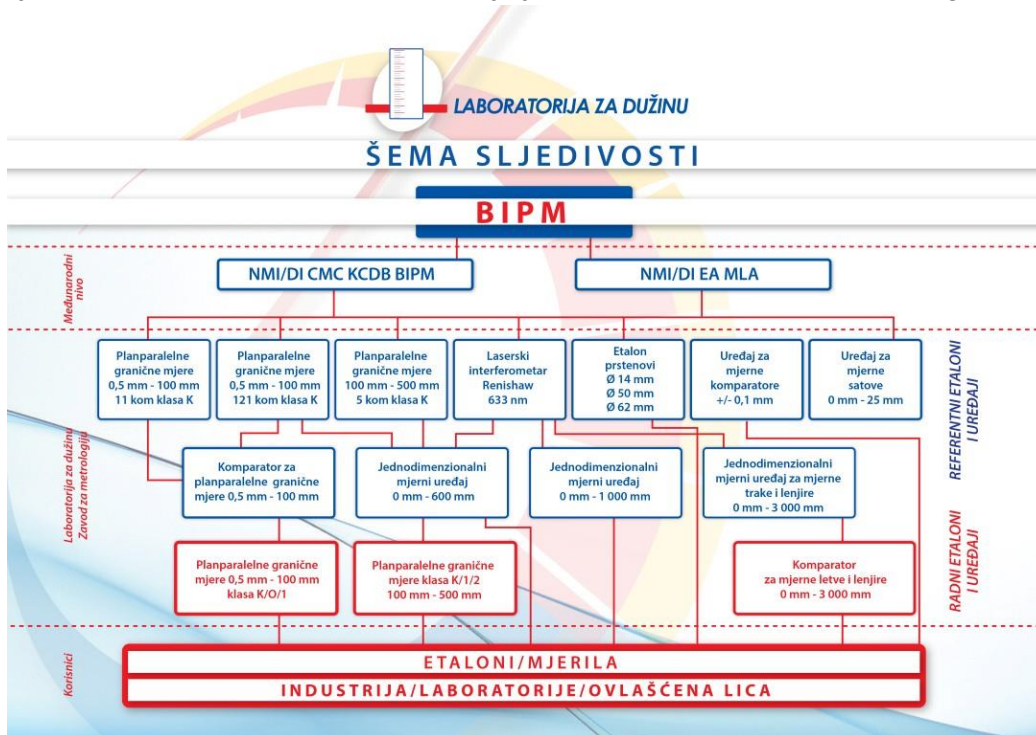 LABORATORIJA ZA DUŽINU
ŠEMA SLJEDIVOSTI
BIPM
Međunarodni
nivo
NMI/DI CMC KCDB BIPM
NMI/DI EA MLA
Planparalelne
granične mjere
0,5 mm - 100 mm
11 kom klasa K
Planparalelne
granične mjere
0,5 mm - 100 mm
121 kom klasa K
Planparalelne
granične mjere
100 mm - 500 mm
5 kom klasa K
Laserski
interferometar
Renishaw
633 nm
Etalon
prstenovi
Ø 14 mm
Ø 50 mm
Ø 62 mm
Uređaj za
mjerne
komparatore
+/- 0,1 mm
Uređaj za
mjerne
satove
0 mm - 25 mm
REFERENTNI ETALONI
I UREĐAJI
Laboratorija za dužinu
Zavod za metrologiju
Komparator za
planparalelne granične
mjere 0,5 mm - 100 mm
Jednodimenzionalni
mjerni uređaj
0 mm - 600 mm
Jednodimenzionalni
mjerni uređaj
0 mm - 1 000 mm
Jednodimenzionalni
mjerni uređaj za mjerne
trake i lenjire
0 mm - 3 000 mm
Planparalelne granične
mjere 0,5 mm - 100 mm
klasa K/O/1
Planparalelne granične
mjere klasa K/1/2
100 mm - 500 mm
Komparator
za mjerne letve i lenjire
0 mm - 3 000 mm
RADNI ETALONI
I UREĐAJI
Korisnici
ETALONI/MJERILA
INDUSTRIJA/LABORATORIJE/OVLAŠĆENA LICA